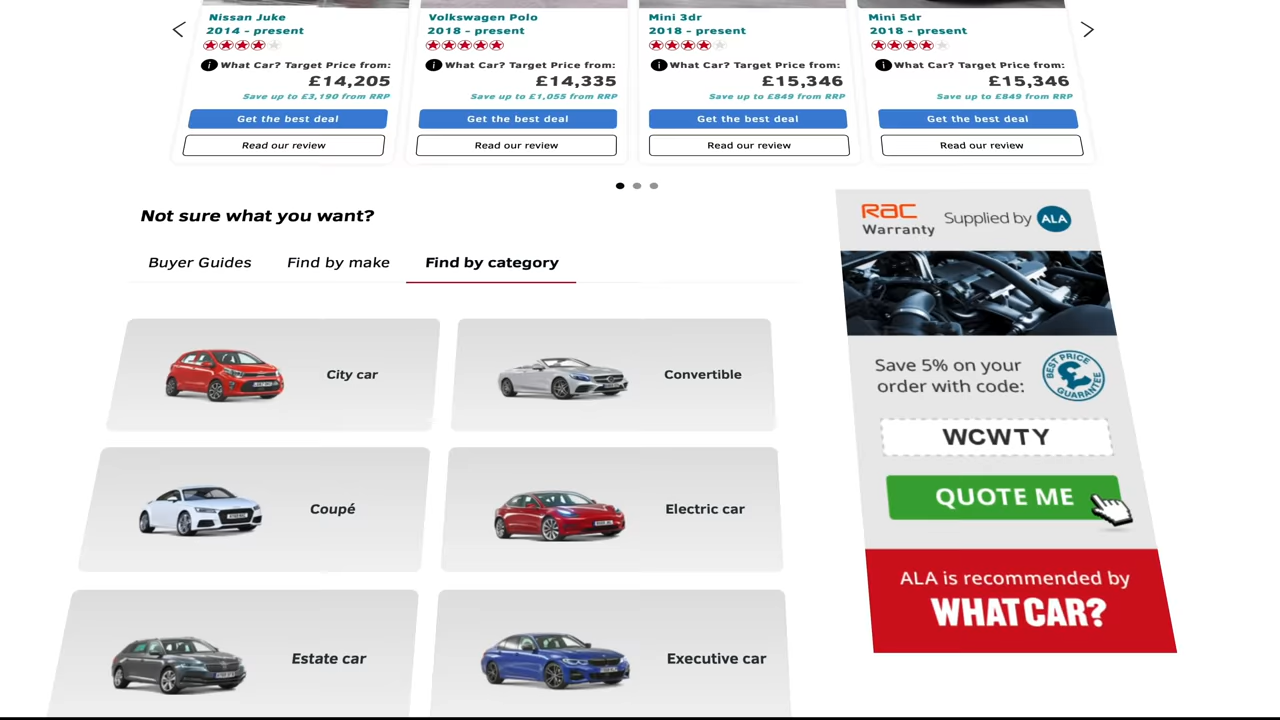 Nissan Juke
2014 - present
What Car? Target Price from:
£14,205
Save up to £3,190 from RRP
Get the best deal
Read our review
Volkswagen Polo
2018 - present
What Car? Target Price from:
£14,335
Save up to £1,055 from RRP
Get the best deal
Read our review
Mini 3dr
2018 - present
What Car? Target Price from:
£15,346
Save up to £849 from RRP
Get the best deal
Read our review
Mini 5dr
2018 - present
What Car? Target Price from:
£15,346
Save up to £849 from RRP
Get the best deal
Read our review
Not sure what you want?
Buyer Guides
Find by make
Find by category
City car
Convertible
Coupé
Electric car
Estate car
Executive car
RAC
Warranty
Supplied by ALA
Save 5% on your
order with code:
BEST PRICE
£
GUARANTEE
WCWTY
QUOTE ME
ALA is recommended by
WHATCAR?